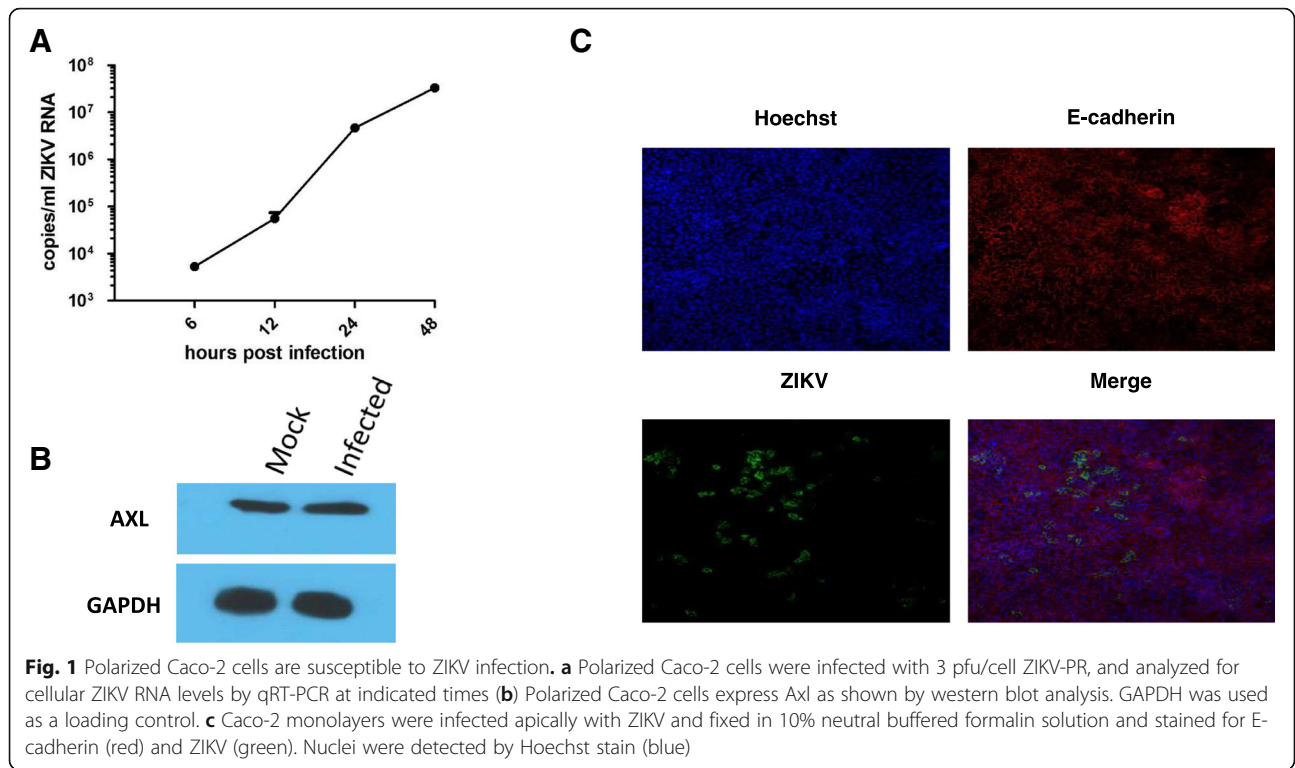 A
10⁸
10⁷
10⁶
10⁵
10⁴
10³
copies/ml ZIKV RNA
6
12
24
48
hours post infection
B
Mock
Infected
AXL
GAPDH
C
Hoechst
E-cadherin
ZIKV
Merge
Fig. 1 Polarized Caco-2 cells are susceptible to ZIKV infection. a Polarized Caco-2 cells were infected with 3 pfu/cell ZIKV-PR, and analyzed for
cellular ZIKV RNA levels by qRT-PCR at indicated times (b) Polarized Caco-2 cells express Axl as shown by western blot analysis. GAPDH was used
as a loading control. c Caco-2 monolayers were infected apically with ZIKV and fixed in 10% neutral buffered formalin solution and stained for E-
cadherin (red) and ZIKV (green). Nuclei were detected by Hoechst stain (blue)